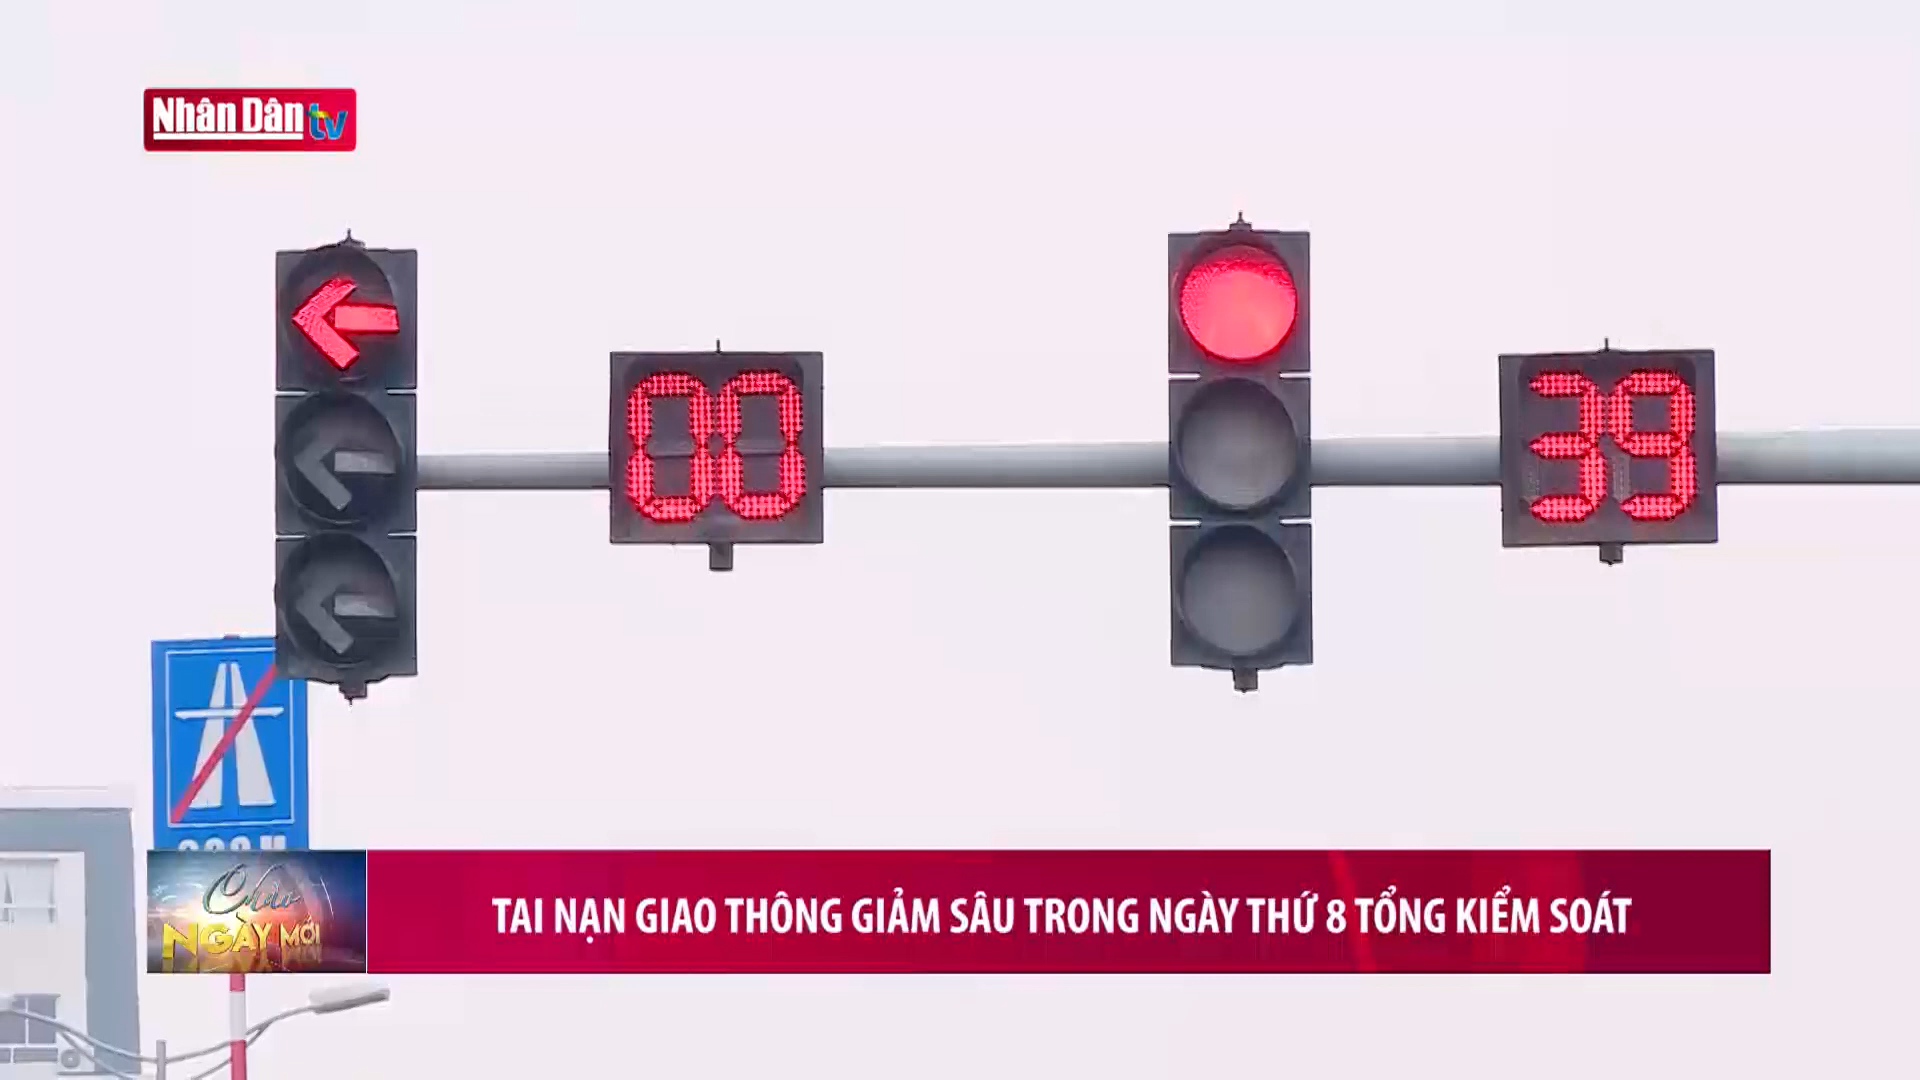 Nhân Dân tv
00
39
Chào
NGÀY MỚI
TAI NẠN GIAO THÔNG GIẢM SÂU TRONG NGÀY THỨ 8 TỔNG KIỂM SOÁT